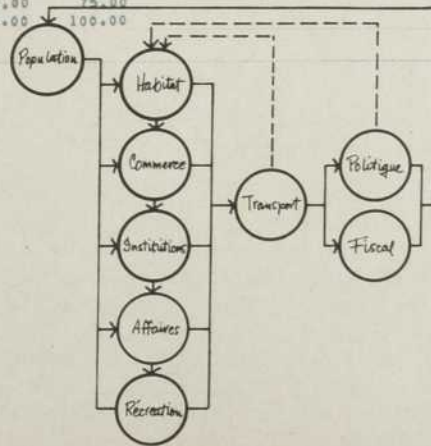 .00 75.00
.00 100.00
Population
Habitat
Commerce
Institutions
Affaires
Récréation
Transport
Politique
Fiscal